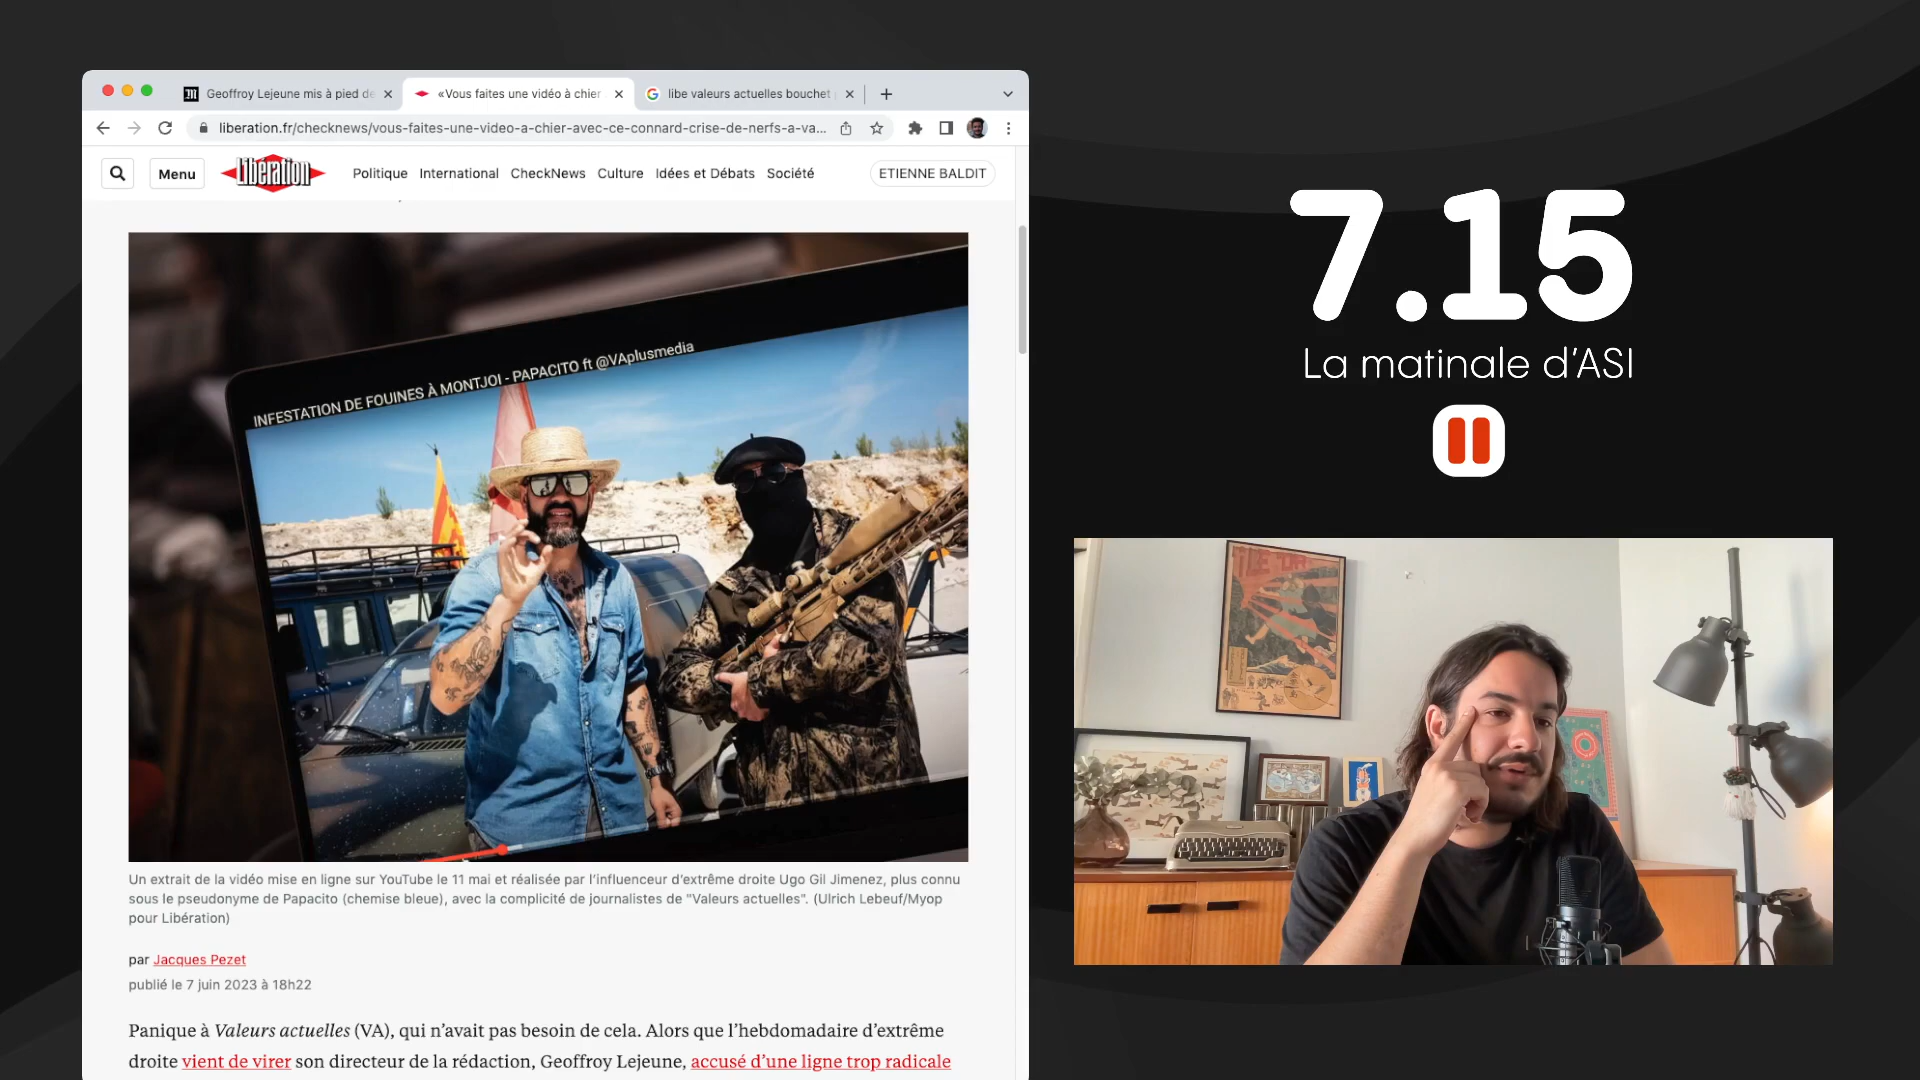 Geoffroy Lejeune mis à pied de
«Vous faites une vidéo à chier
libe valeurs actuelles bouchet
liberation.fr/checknews/vous-faites-une-video-a-chier-avec-ce-connard-crise-de-nerfs-a-va...
Menu
Libération
Politique
International
CheckNews
Culture
Idées et Débats
Société
ETIENNE BALDIT
INFESTATION DE FOUINES À MONTJOI - PAPACITO ft @VAplusmedia
Un extrait de la vidéo mise en ligne sur YouTube le 11 mai et réalisée par l'influenceur d'extrême droite Ugo Gil Jimenez, plus connu
sous le pseudonyme de Papacito (chemise bleue), avec la complicité de journalistes de "Valeurs actuelles". (Ulrich Lebeuf/Myop
pour Libération)
par Jacques Pezet
publié le 7 juin 2023 à 18h22
Panique à Valeurs actuelles (VA), qui n'avait pas besoin de cela. Alors que l'hebdomadaire d'extrême
droite vient de virer son directeur de la rédaction, Geoffroy Lejeune, accusé d'une ligne trop radicale
7.15
La matinale d'ASI